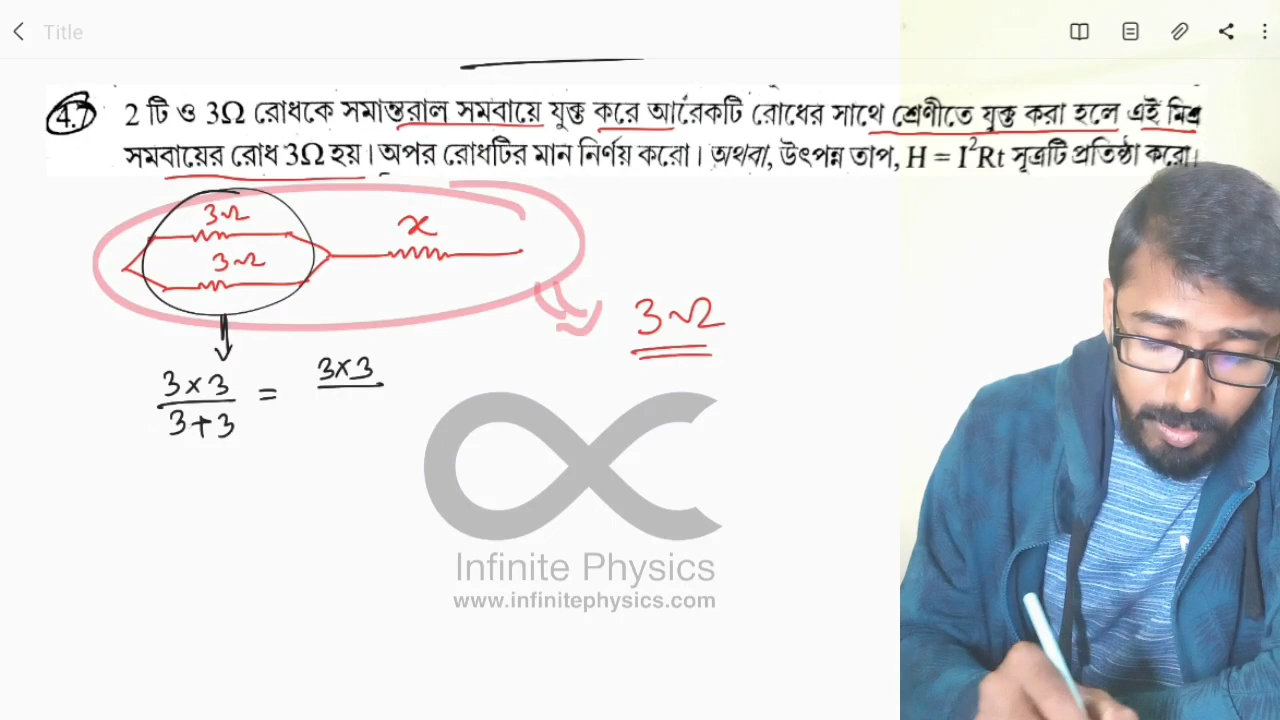 Title
4.7 2 টি ও 3Ω রোধকে সমান্তরাল সমবায়ে যুক্ত করে আরেকটি রোধের সাথে শ্রেণীতে যুক্ত করা হলে এই মিশ্র
সমবায়ের রোধ 3Ω হয়। অপর রোধটির মান নির্ণয় করো। অথবা, উৎপন্ন তাপ, H = I²Rt সূত্রটি প্রতিষ্ঠা করো।
3Ω
x
3Ω
3Ω
3×3 / 3+3 = 3×3
Infinite Physics
www.infinitephysics.com